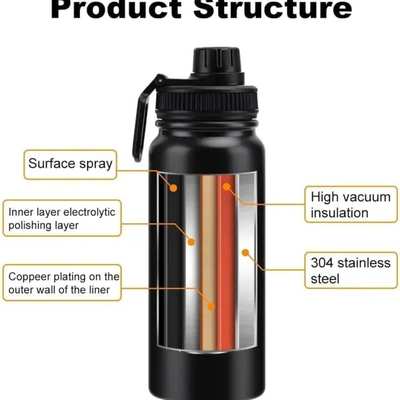 Product Structure
Surface spray
Inner layer electrolytic
polishing layer
Coppeer plating on the
outer wall of the liner
High vacuum
insulation
304 stainless
steel